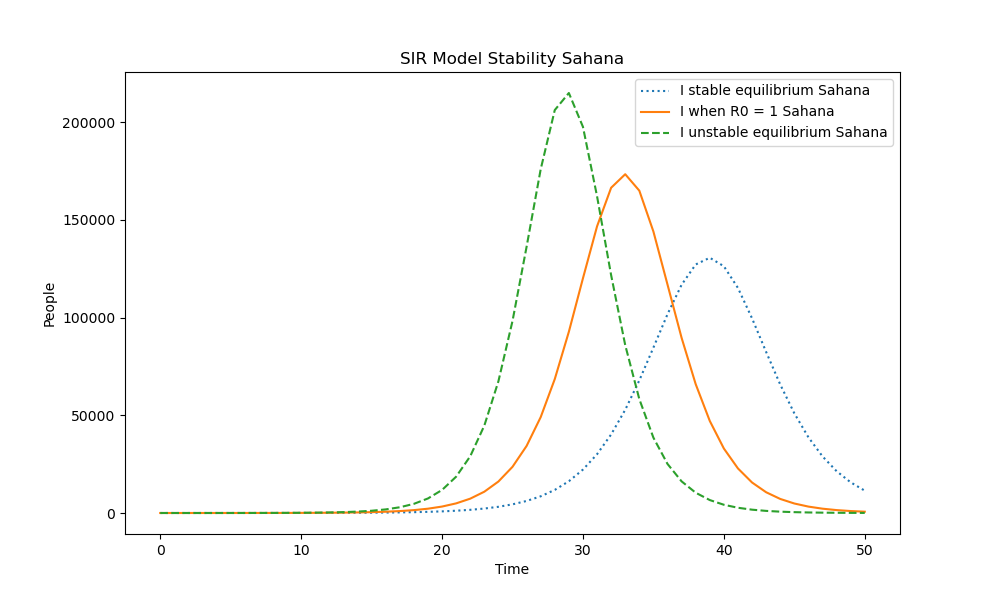 SIR Model Stability Sahana
I stable equilibrium Sahana
I when R0 = 1 Sahana
I unstable equilibrium Sahana
People
200000
150000
100000
50000
0
0 10 20 30 40 50
Time